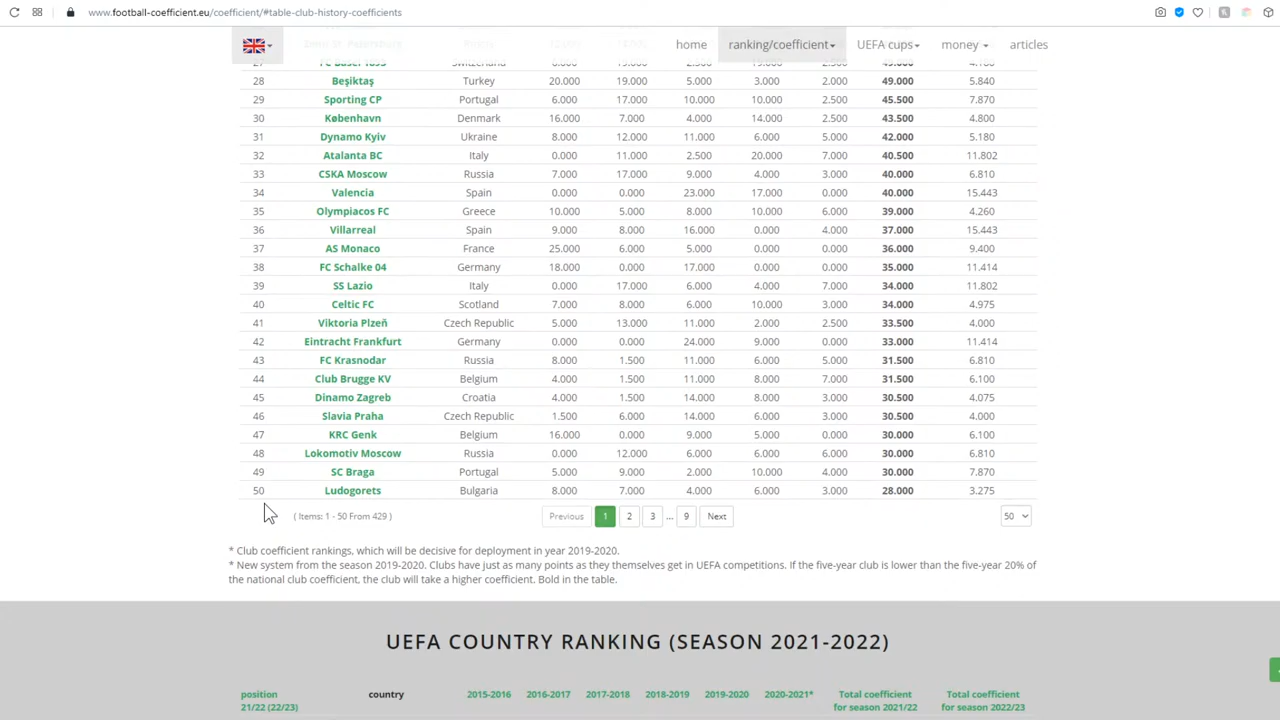 www.football-coefficient.eu/coefficient/#table-club-history-coefficients
home ranking/coefficient UEFA cups money articles
28 Beşiktaş Turkey 20.000 19.000 5.000 3.000 2.000 49.000 5.840
29 Sporting CP Portugal 6.000 17.000 10.000 10.000 2.500 45.500 7.870
30 København Denmark 16.000 7.000 4.000 14.000 2.500 43.500 4.800
31 Dynamo Kyiv Ukraine 8.000 12.000 11.000 6.000 5.000 42.000 5.180
32 Atalanta BC Italy 0.000 11.000 2.500 20.000 7.000 40.500 11.802
33 CSKA Moscow Russia 7.000 17.000 9.000 4.000 3.000 40.000 6.810
34 Valencia Spain 0.000 0.000 23.000 17.000 0.000 40.000 15.443
35 Olympiacos FC Greece 10.000 5.000 8.000 10.000 6.000 39.000 4.260
36 Villarreal Spain 9.000 8.000 16.000 0.000 4.000 37.000 15.443
37 AS Monaco France 25.000 6.000 5.000 0.000 0.000 36.000 9.400
38 FC Schalke 04 Germany 18.000 0.000 17.000 0.000 0.000 35.000 11.414
39 SS Lazio Italy 0.000 17.000 6.000 4.000 7.000 34.000 11.802
40 Celtic FC Scotland 7.000 8.000 6.000 10.000 3.000 34.000 4.975
41 Viktoria Plzeň Czech Republic 5.000 13.000 11.000 2.000 2.500 33.500 4.000
42 Eintracht Frankfurt Germany 0.000 0.000 24.000 9.000 0.000 33.000 11.414
43 FC Krasnodar Russia 8.000 1.500 11.000 6.000 5.000 31.500 6.810
44 Club Brugge KV Belgium 4.000 1.500 11.000 8.000 7.000 31.500 6.100
45 Dinamo Zagreb Croatia 4.000 1.500 14.000 8.000 3.000 30.500 4.075
46 Slavia Praha Czech Republic 1.500 6.000 14.000 6.000 3.000 30.500 4.000
47 KRC Genk Belgium 16.000 0.000 9.000 5.000 0.000 30.000 6.100
48 Lokomotiv Moscow Russia 0.000 12.000 6.000 6.000 6.000 30.000 6.810
49 SC Braga Portugal 5.000 9.000 2.000 10.000 4.000 30.000 7.870
50 Ludogorets Bulgaria 8.000 7.000 4.000 6.000 3.000 28.000 3.275
( Items: 1 - 50 From 429 ) Previous 1 2 3 ... 9 Next 50
* Club coefficient rankings, which will be decisive for deployment in year 2019-2020.
* New system from the season 2019-2020. Clubs have just as many points as they themselves get in UEFA competitions. If the five-year club is lower than the five-year 20% of
the national club coefficient, the club will take a higher coefficient. Bold in the table.
UEFA COUNTRY RANKING (SEASON 2021-2022)
position country 2015-2016 2016-2017 2017-2018 2018-2019 2019-2020 2020-2021* Total coefficient Total coefficient
21/22 (22/23) for season 2021/22 for season 2022/23